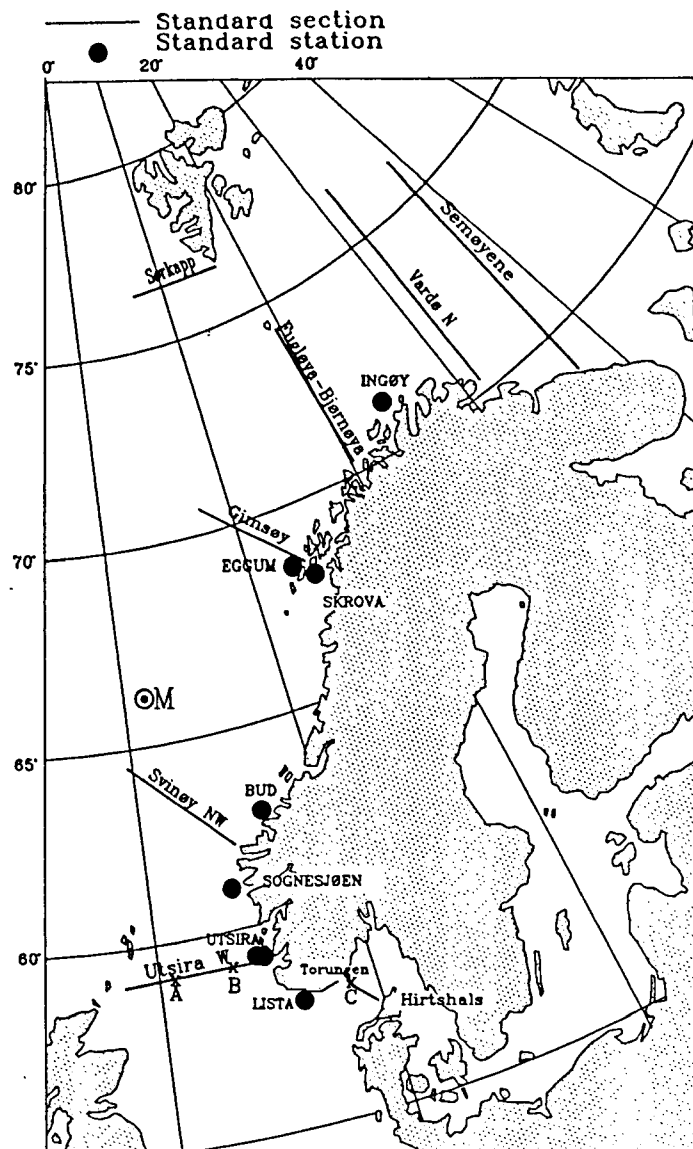 Standard section
Standard station
0' 20' 40'
80'
Sørkapp
Semøyene
Vardø N
75'
Fugløya-Bjørnøya
INGØY
Gimsøy
EGGUM
70'
SKROVA
M
65'
Svinøy NW
BUD
SOGNESJØEN
UTSIRA
60'
Utsira W
Torungen
A B C
LISTA
Hirtshals